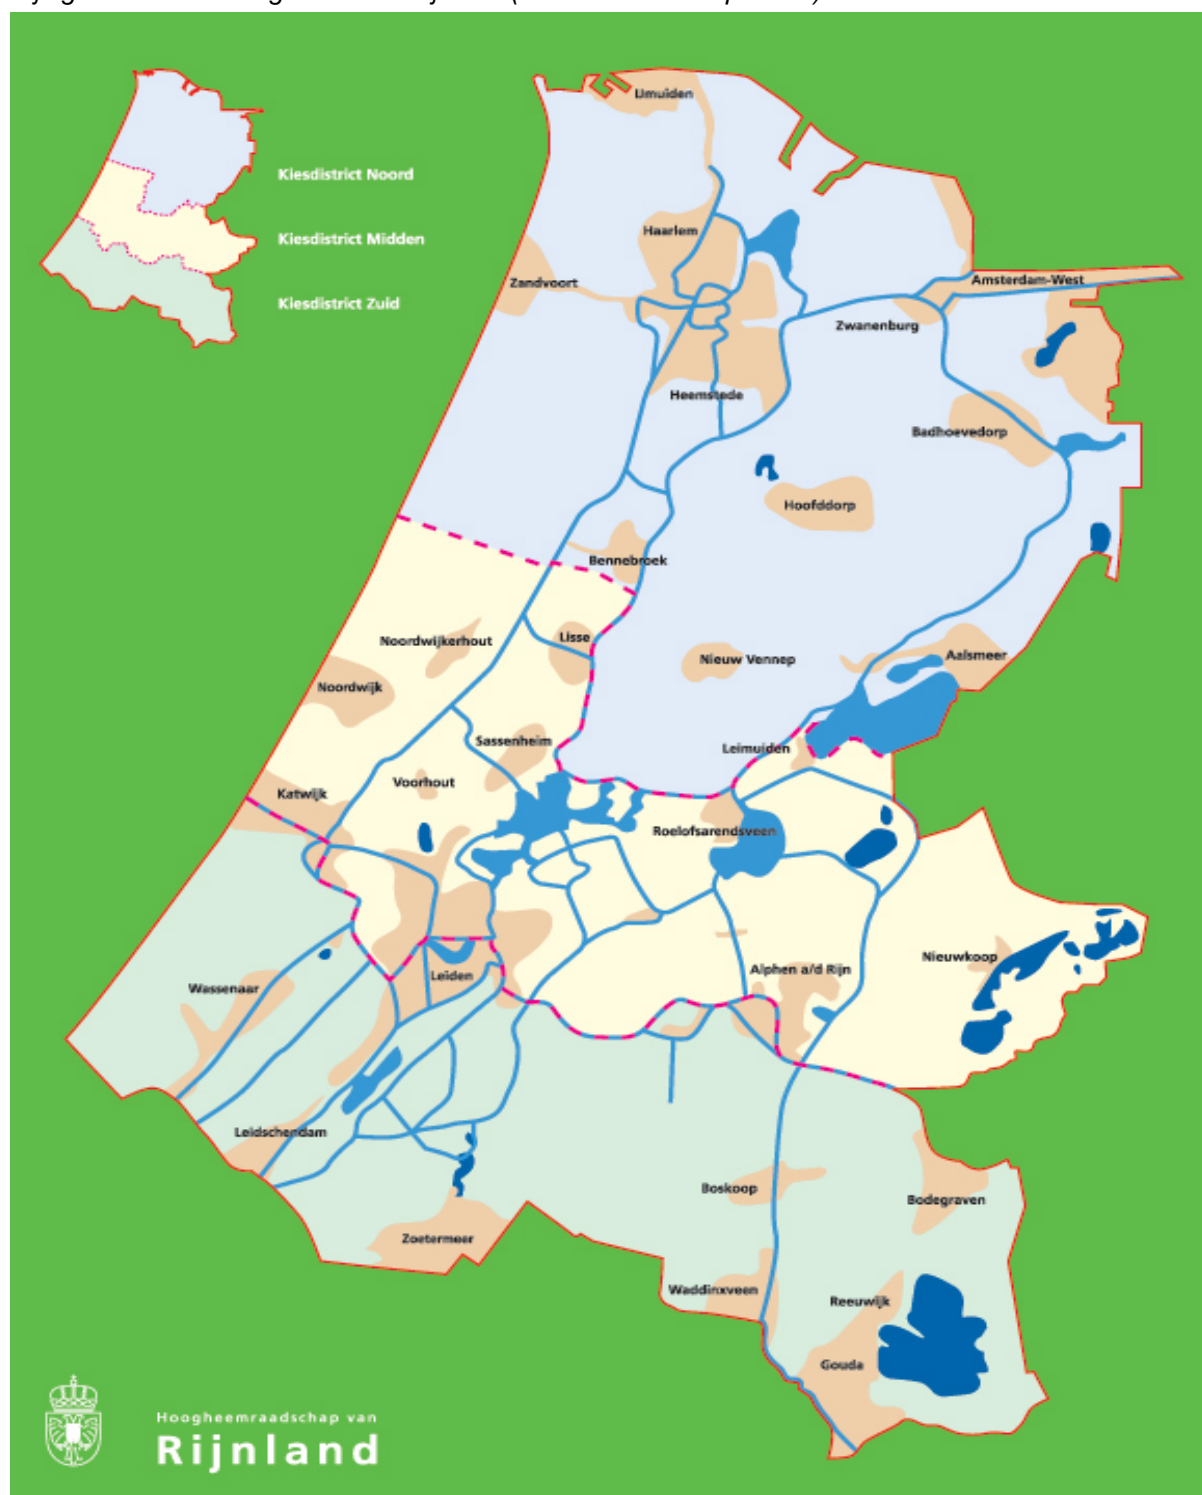 IJmuiden
Kiesdistrict Noord
Haarlem
Kiesdistrict Midden
Zandvoort
Amsterdam-West
Kiesdistrict Zuid
Zwanenburg
Heemstede
Badhoevedorp
Hoofddorp
Bennebroek
Noordwijkerhout
Lisse
Nieuw Vennep
Aalsmeer
Noordwijk
Sassenheim
Leimuiden
Voorhout
Katwijk
Roelofsarendsveen
Nieuwkoop
Alphen a/d Rijn
Leiden
Wassenaar
Leidschendam
Boskoop
Bodegraven
Zoetermeer
Waddinxveen
Reeuwijk
Gouda
Hoogheemraadschap van
Rijnland